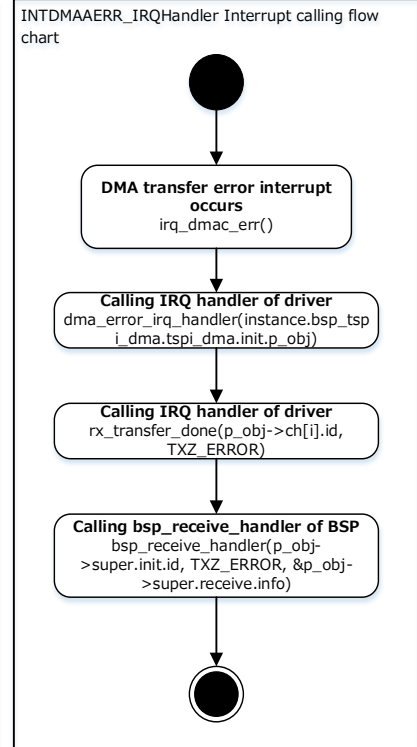 INTDMAAERR_IRQHandler Interrupt calling flow
chart
DMA transfer error interrupt
occurs
irq_dmac_err()
Calling IRQ handler of driver
dma_error_irq_handler(instance.bsp_tsp
i_dma.tspi_dma.init.p_obj)
Calling IRQ handler of driver
rx_transfer_done(p_obj->ch[i].id,
TXZ_ERROR)
Calling bsp_receive_handler of BSP
bsp_receive_handler(p_obj-
>super.init.id, TXZ_ERROR, &p_obj-
>super.receive.info)